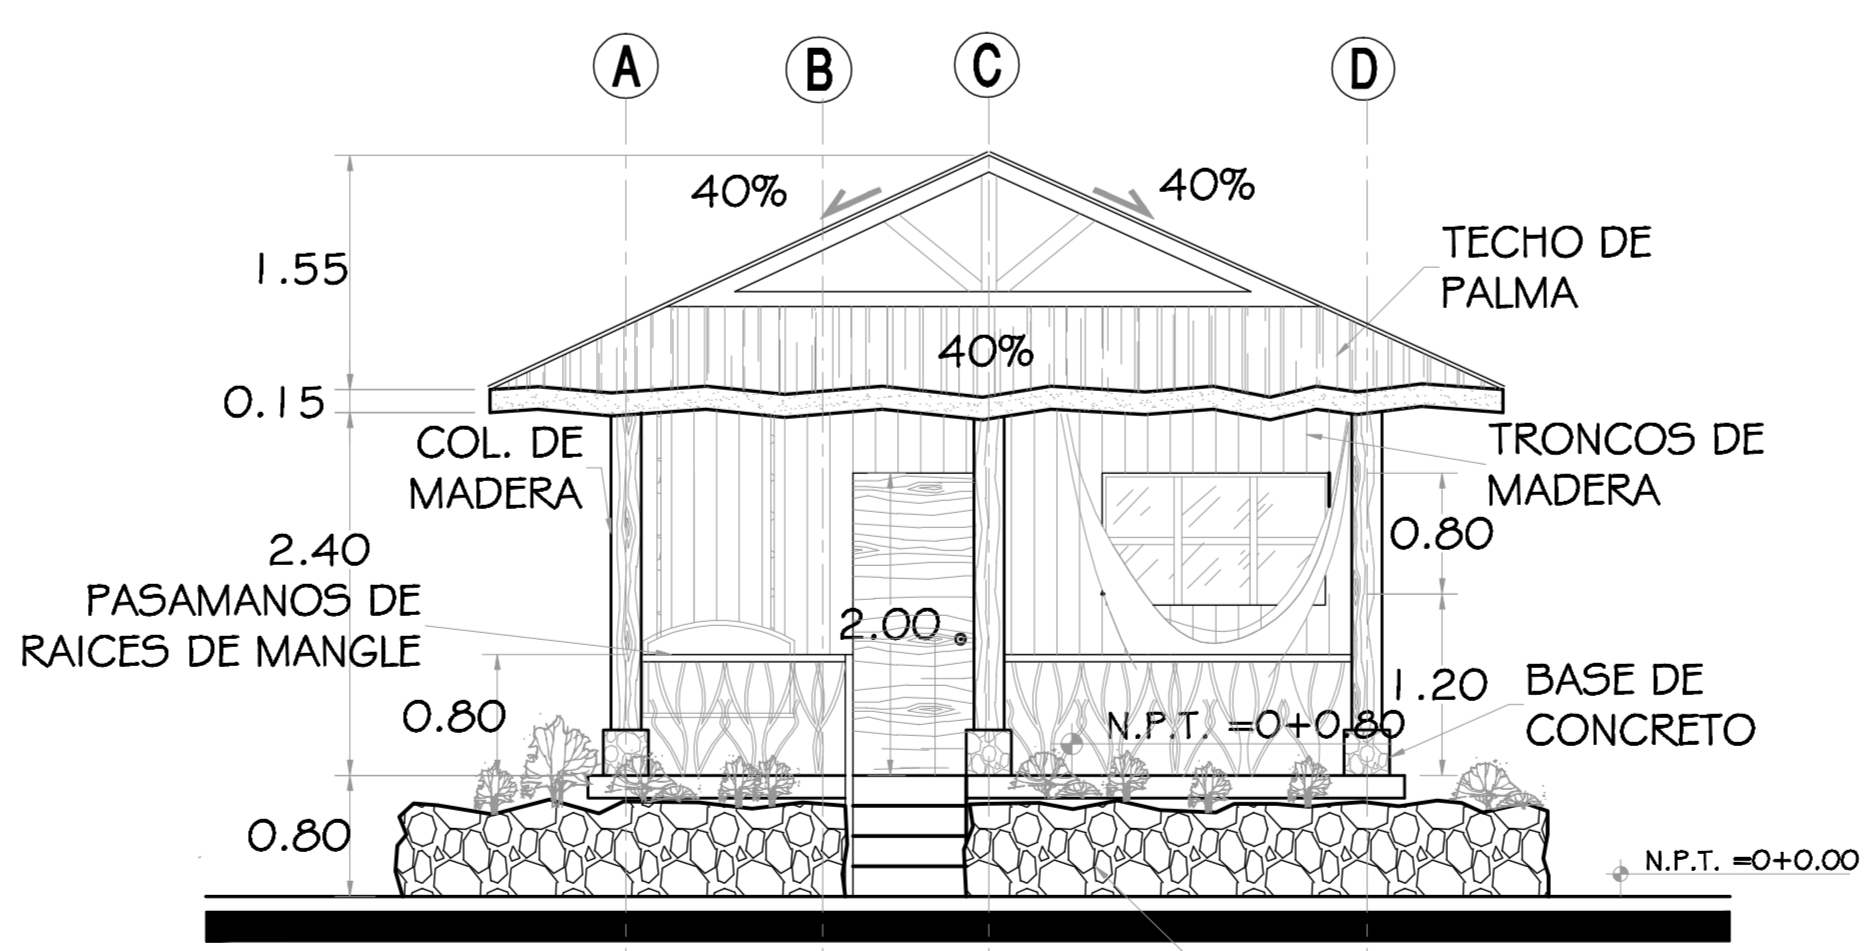 A B C D
40%
40%
TECHO DE
PALMA
1.55
40%
0.15
COL. DE
MADERA
TRONCOS DE
MADERA
0.80
2.40
PASAMANOS DE
RAICES DE MANGLE
2.00
0.80
1.20
BASE DE
CONCRETO
N.P.T. =0+0.80
0.80
N.P.T. =0+0.00